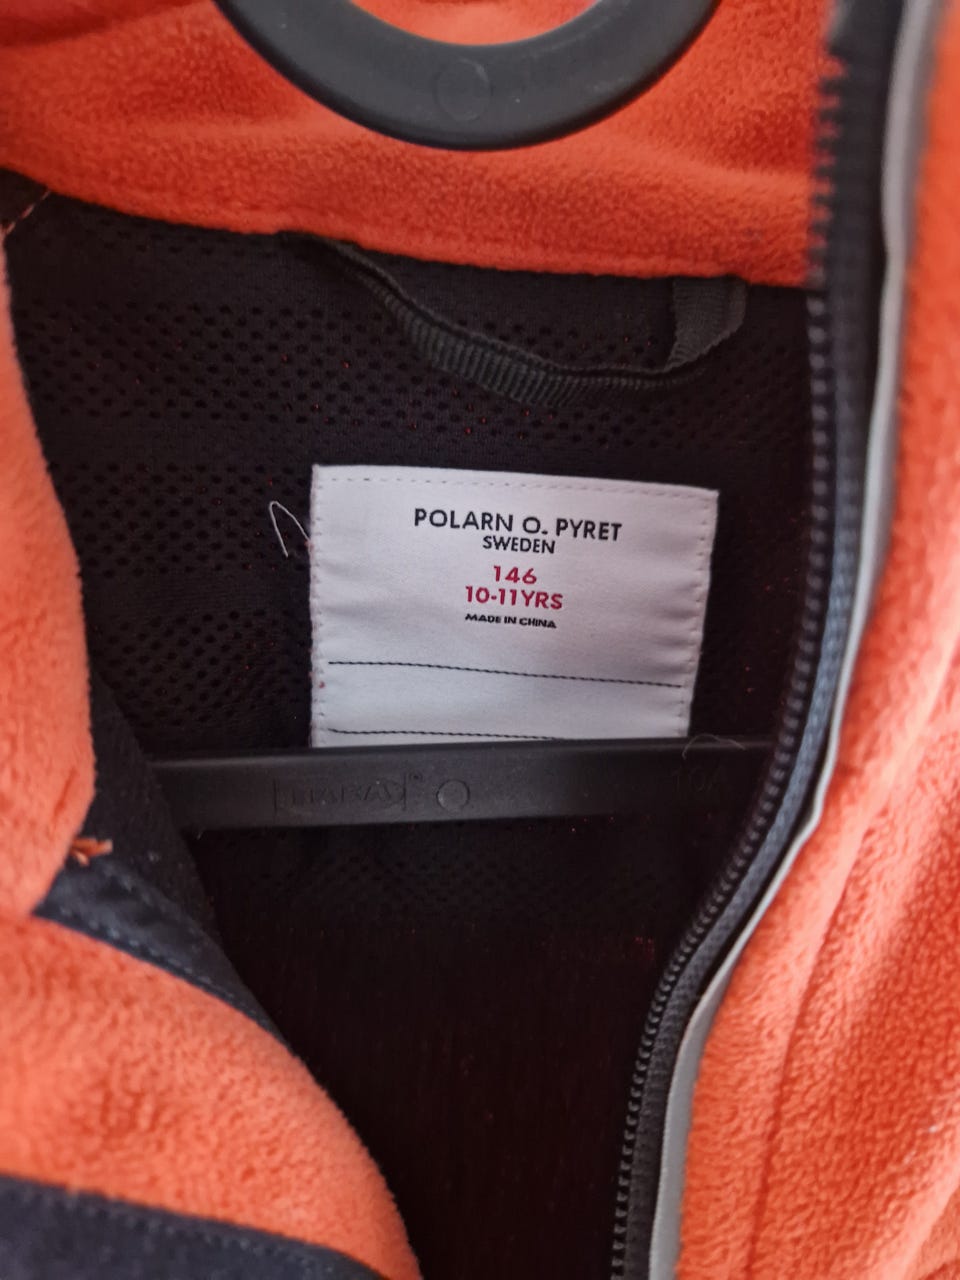 POLARN O. PYRET
SWEDEN
146
10-11YRS
MADE IN CHINA